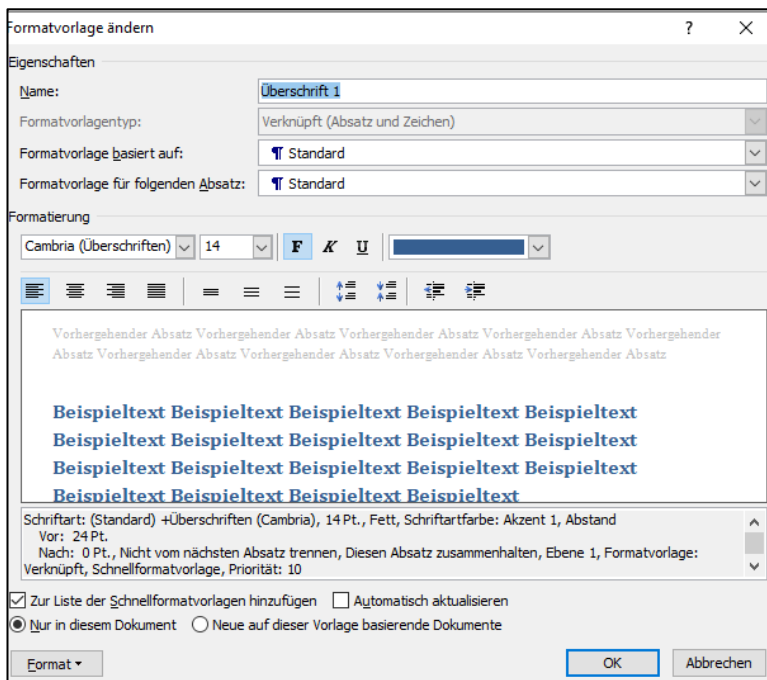 Formatvorlage ändern ? X
Eigenschaften
Name: Überschrift 1
Formatvorlagentyp: Verknüpft (Absatz und Zeichen)
Formatvorlage basiert auf: ¶ Standard
Formatvorlage für folgenden Absatz: ¶ Standard
Formatierung
Cambria (Überschriften) 14 F K U
Vorhergehender Absatz Vorhergehender Absatz Vorhergehender Absatz Vorhergehender Absatz Vorhergehender
Absatz Vorhergehender Absatz Vorhergehender Absatz Vorhergehender Absatz Vorhergehender Absatz
Beispieltext Beispieltext Beispieltext Beispieltext Beispieltext
Beispieltext Beispieltext Beispieltext Beispieltext Beispieltext
Beispieltext Beispieltext Beispieltext Beispieltext Beispieltext
Beispieltext Beispieltext Beispieltext Beispieltext
Schriftart: (Standard) +Überschriften (Cambria), 14 Pt., Fett, Schriftartfarbe: Akzent 1, Abstand
Vor: 24 Pt.
Nach: 0 Pt., Nicht vom nächsten Absatz trennen, Diesen Absatz zusammenhalten, Ebene 1, Formatvorlage:
Verknüpft, Schnellformatvorlage, Priorität: 10
Zur Liste der Schnellformatvorlagen hinzufügen Automatisch aktualisieren
Nur in diesem Dokument Neue auf dieser Vorlage basierende Dokumente
Format OK Abbrechen